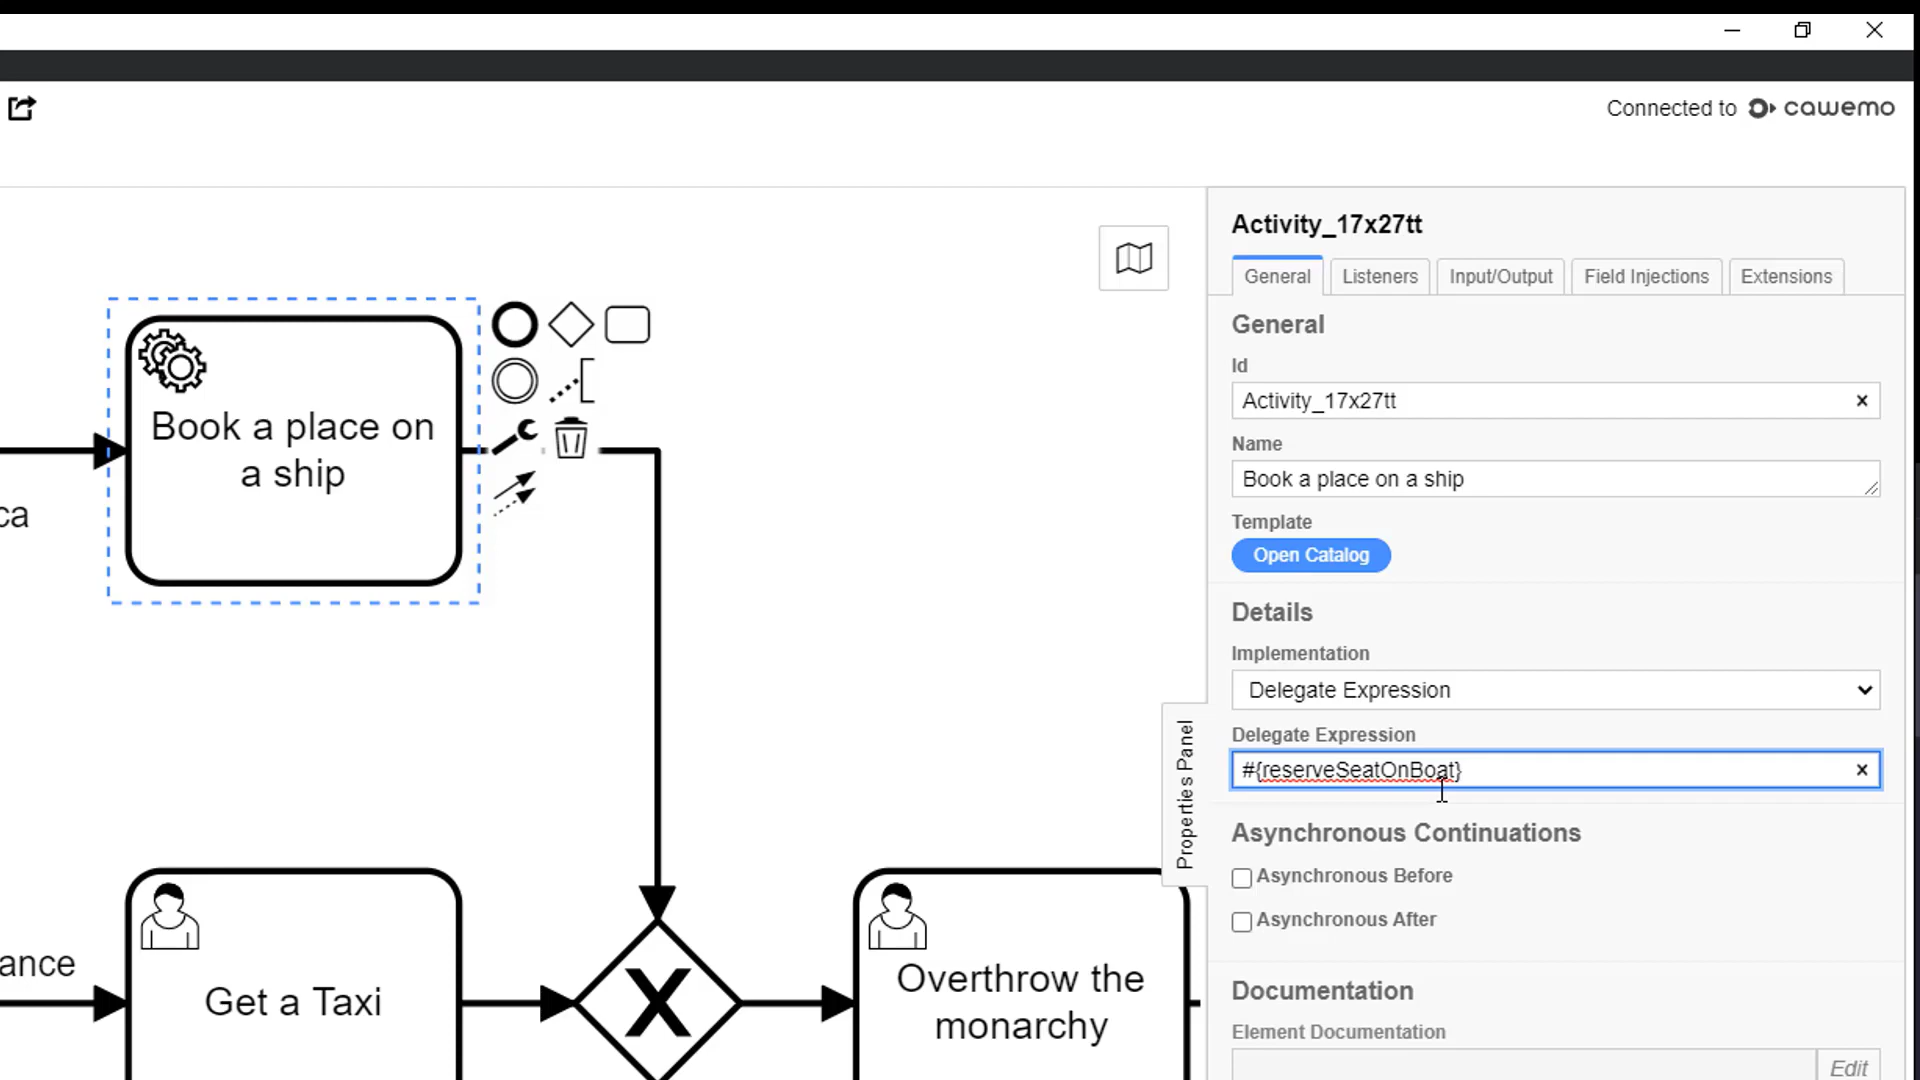 Connected to cawemo
Activity_17x27tt
General Listeners Input/Output Field Injections Extensions
General
Id
Activity_17x27tt
Name
Book a place on a ship
Template
Open Catalog
Details
Implementation
Delegate Expression
Delegate Expression
#{reserveSeatOnBoat}
Asynchronous Continuations
Asynchronous Before
Asynchronous After
Documentation
Element Documentation
Edit
Properties Panel
Book a place on
a ship
ca
ance
Get a Taxi
X
Overthrow the
monarchy